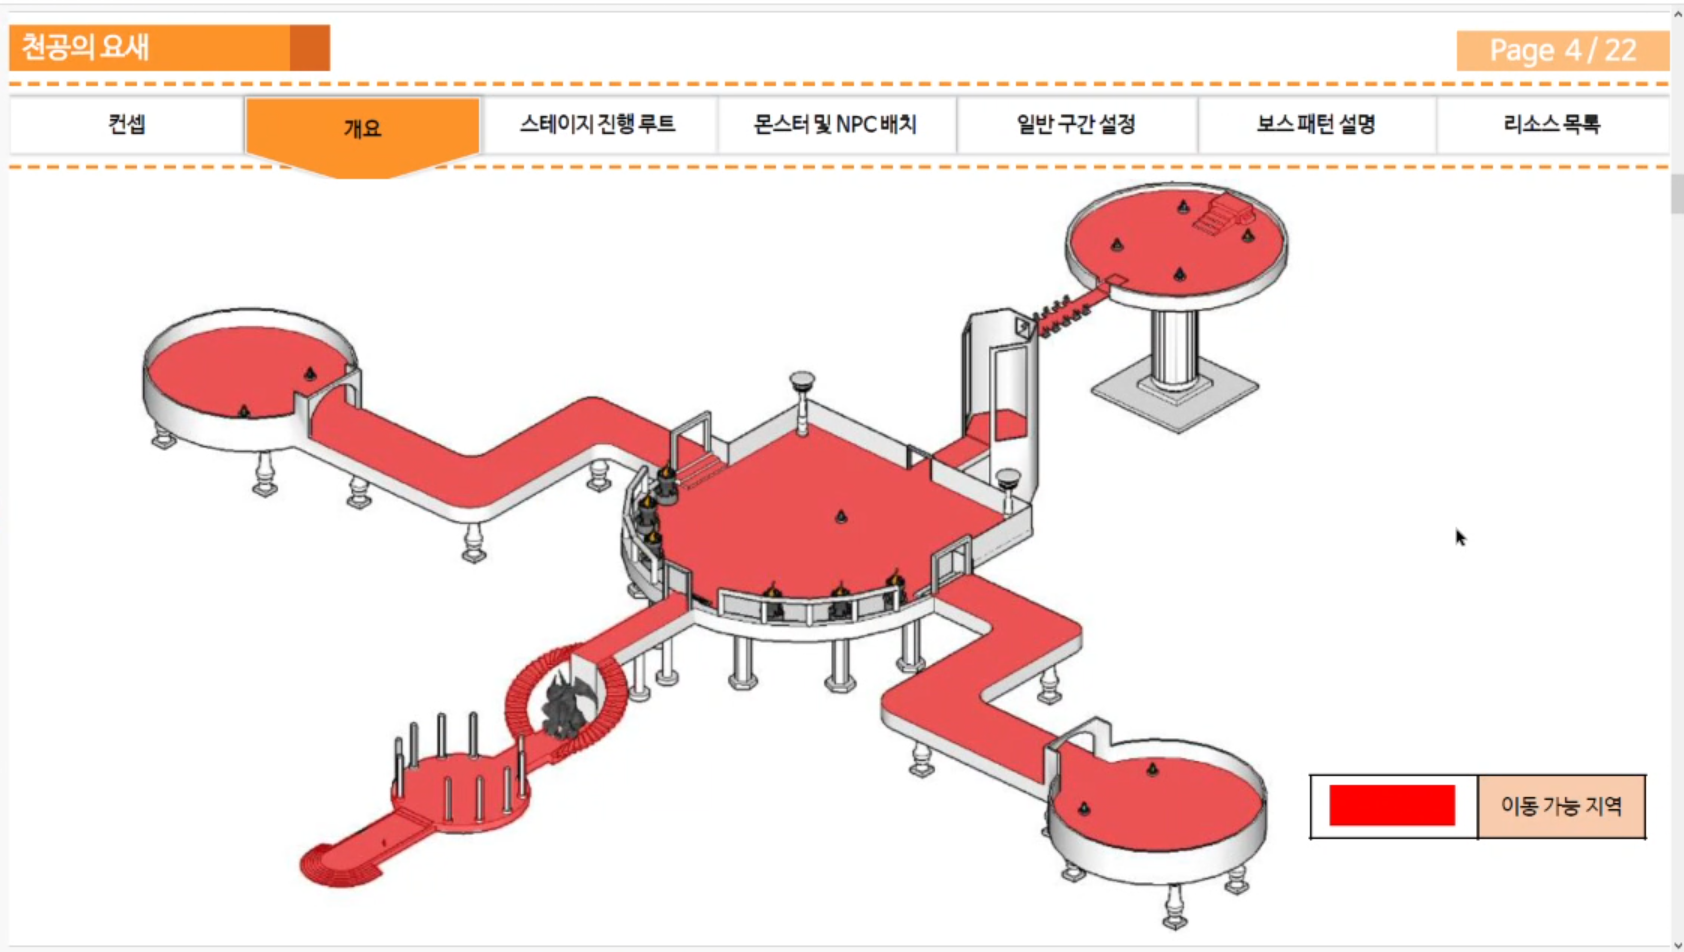 천공의 요새
Page 4 / 22
컨셉
개요
스테이지 진행 루트
몬스터 및 NPC 배치
일반 구간 설정
보스 패턴 설명
리소스 목록
이동 가능 지역